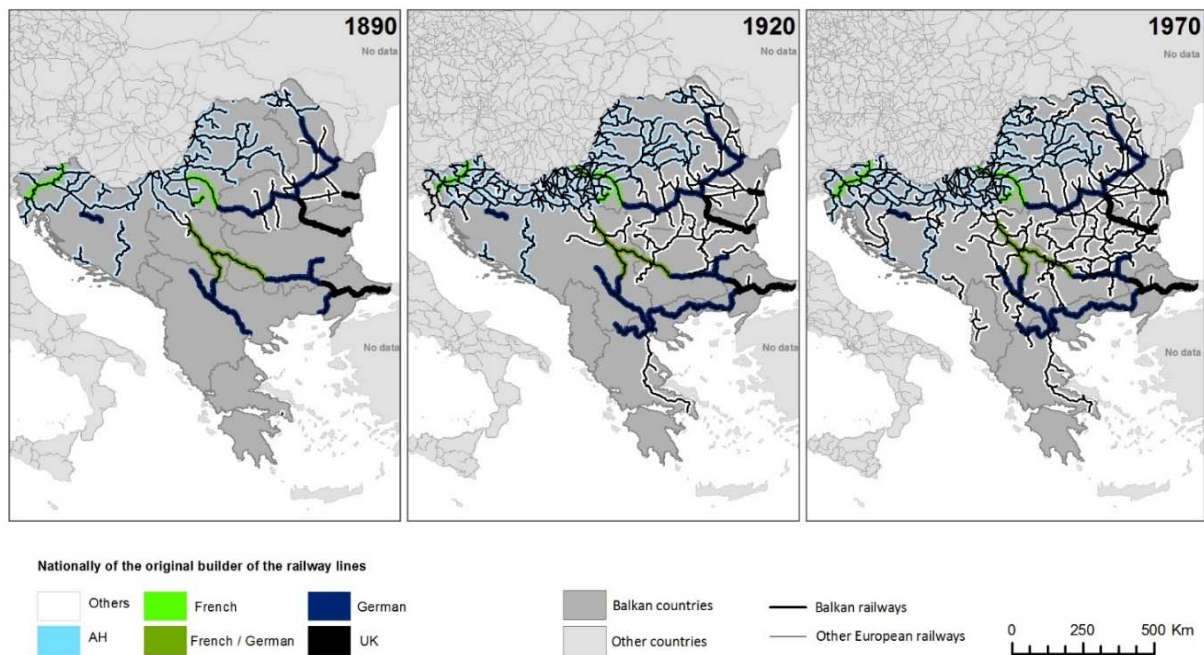 1890
No data
No data
1920
No data
No data
1970
No data
No data
Nationally of the original builder of the railway lines
Others
French
German
AH
French / German
UK
Balkan countries
Other countries
Balkan railways
Other European railways
0 250 500 Km